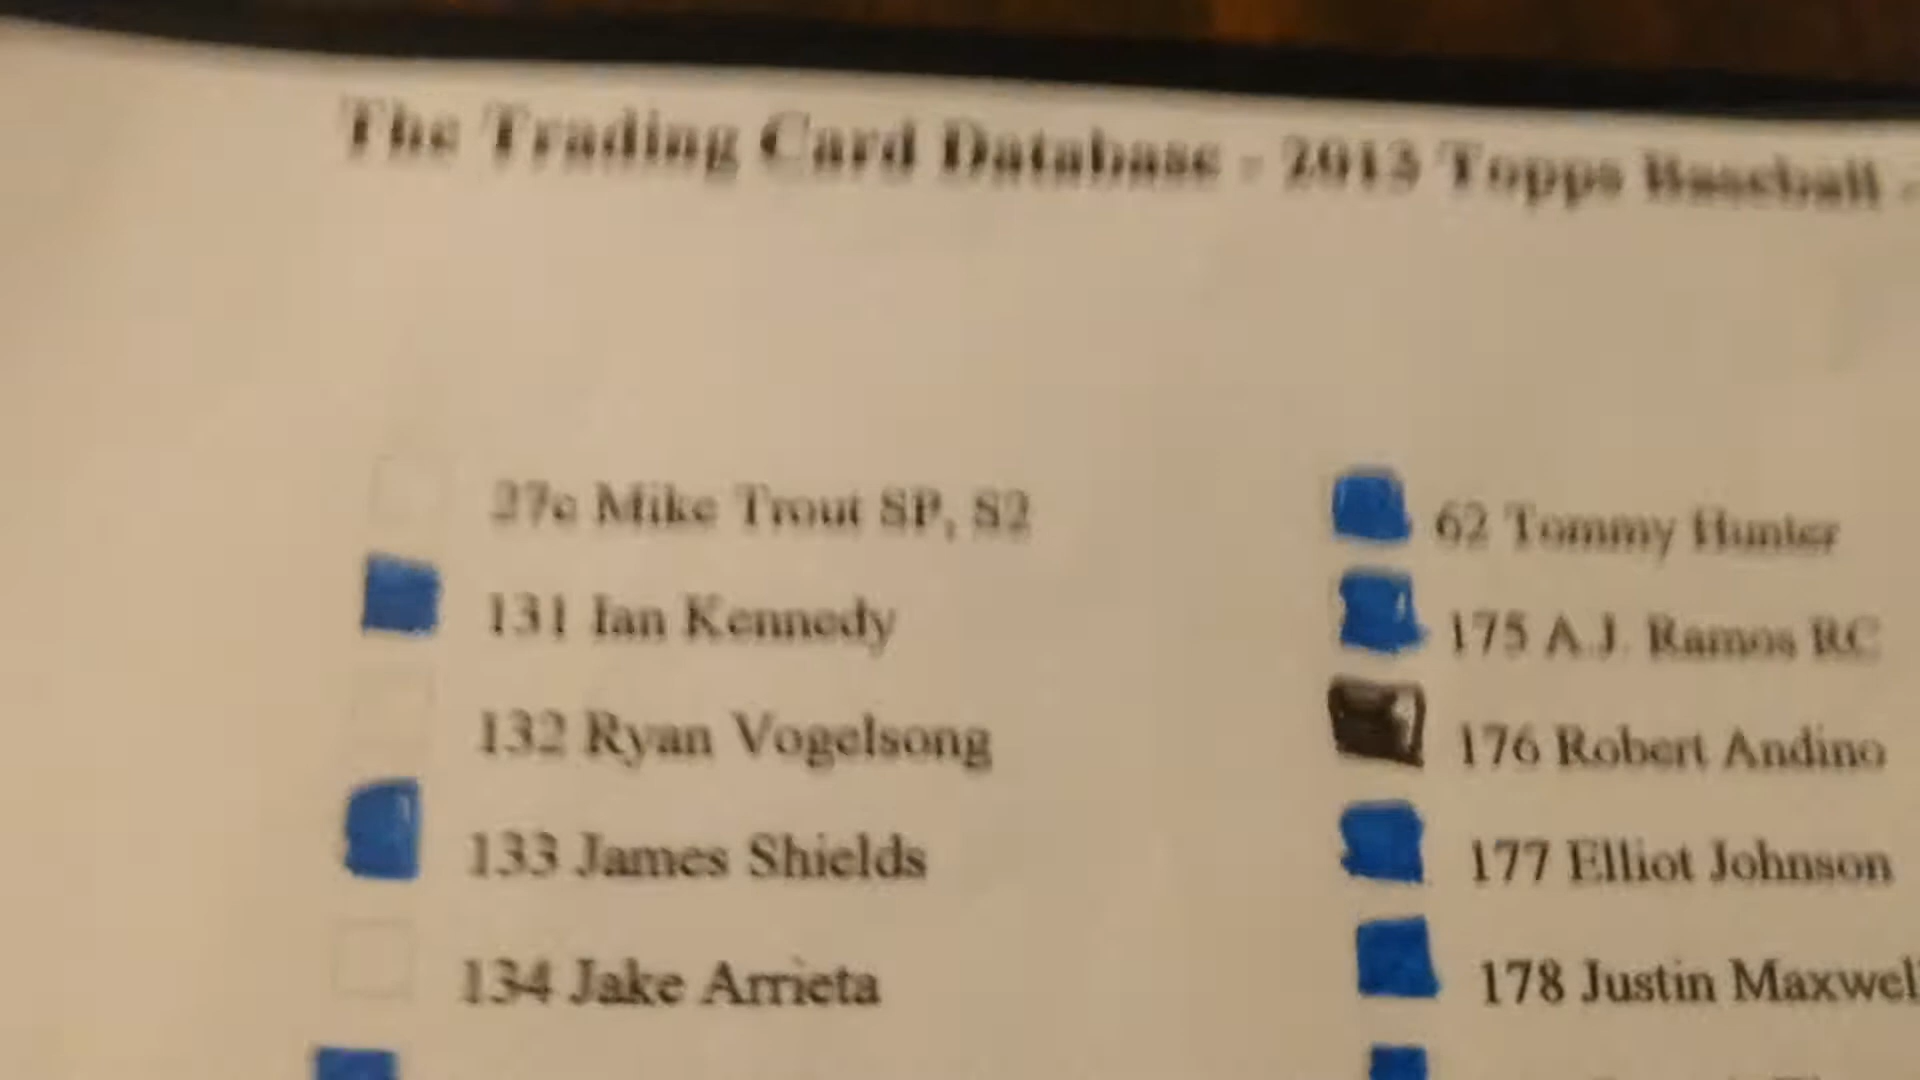 The Trading Card Database - 2013 Topps Baseball -
27c Mike Trout SP, S2
131 Ian Kennedy
132 Ryan Vogelsong
133 James Shields
134 Jake Arrieta
62 Tommy Hunter
175 A.J. Ramos RC
176 Robert Andino
177 Elliot Johnson
178 Justin Maxwell